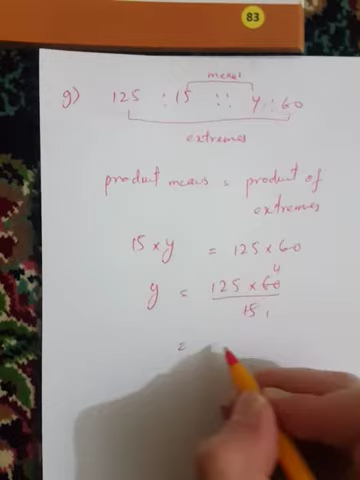 83
means
g) 125 : 15 :: y : 60
extremes
product means = product of
extremes
15 × y = 125 × 60
y = 125 × 60 4
15 1
=